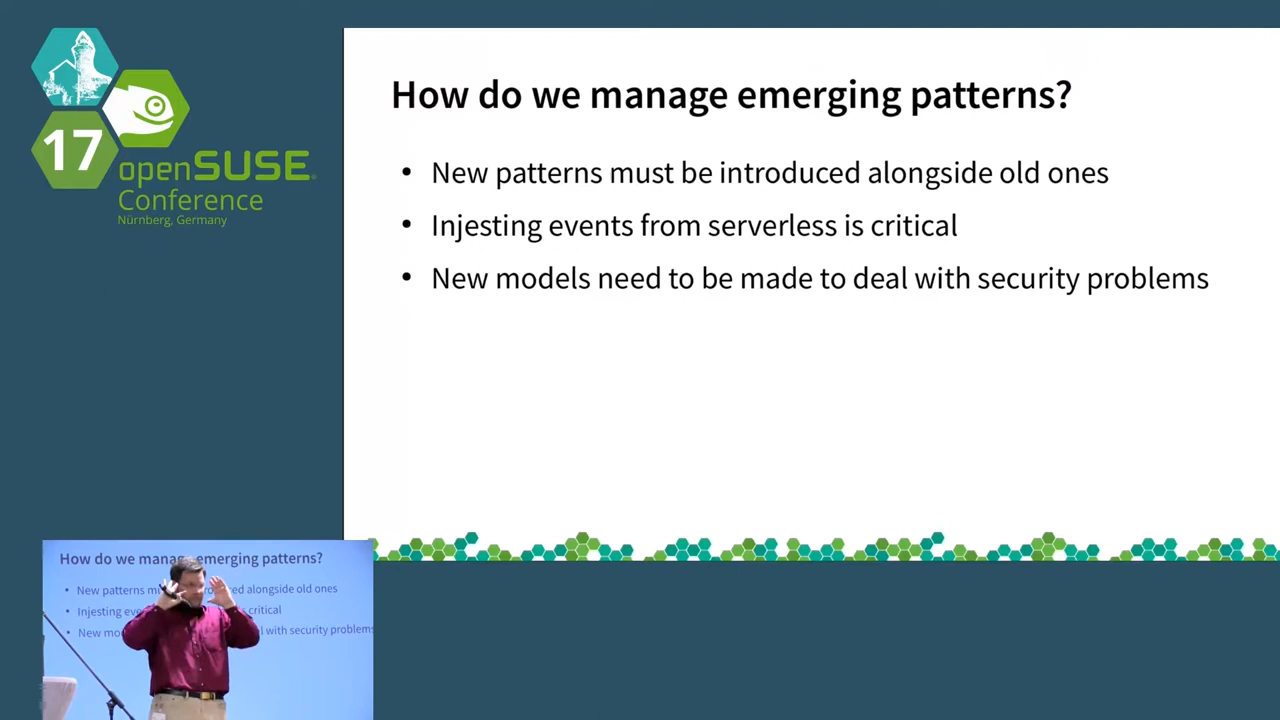 17
openSUSE
Conference
Nürnberg, Germany
How do we manage emerging patterns?
• New patterns must be introduced alongside old ones
• Injesting events from serverless is critical
• New models need to be made to deal with security problems
How do we manage emerging patterns?
• New patterns alongside old ones
• Injesting critical
• New with security problems